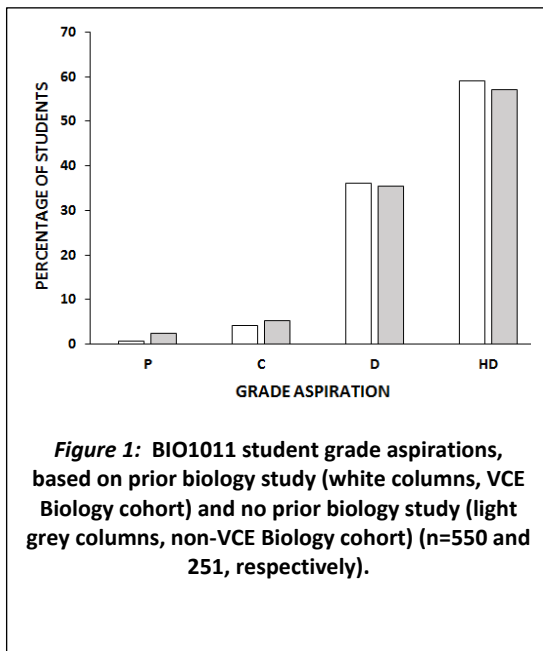 PERCENTAGE OF STUDENTS
70
60
50
40
30
20
10
0
P C D HD
GRADE ASPIRATION
Figure 1: BIO1011 student grade aspirations,
based on prior biology study (white columns, VCE
Biology cohort) and no prior biology study (light
grey columns, non-VCE Biology cohort) (n=550 and
251, respectively).